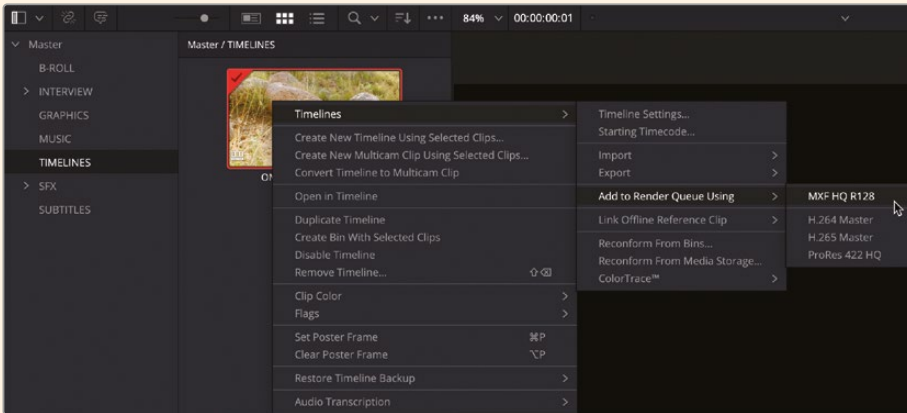 84% 00:00:00:01
Master
B-ROLL
INTERVIEW
GRAPHICS
MUSIC
TIMELINES
SFX
SUBTITLES
Master / TIMELINES
ON
Timelines
Create New Timeline Using Selected Clips...
Create New Multicam Clip Using Selected Clips...
Convert Timeline to Multicam Clip
Open in Timeline
Duplicate Timeline
Create Bin With Selected Clips
Disable Timeline
Remove Timeline... ⇧⌫
Clip Color
Flags
Set Poster Frame ⌘P
Clear Poster Frame ⌥P
Restore Timeline Backup
Audio Transcription
Timeline Settings...
Starting Timecode...
Import
Export
Add to Render Queue Using
Link Offline Reference Clip
Reconform From Bins...
Reconform From Media Storage...
ColorTrace™
MXF HQ R128
H.264 Master
H.265 Master
ProRes 422 HQ